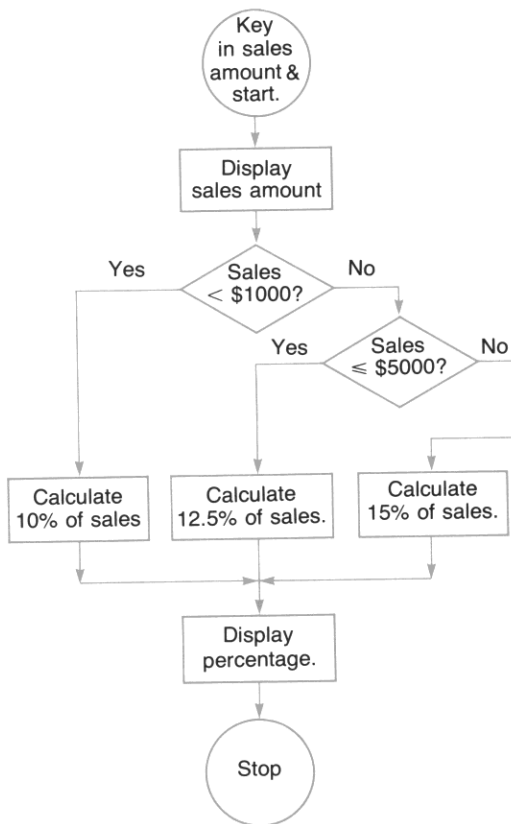 Key
in sales
amount &
start.
Display
sales amount
Yes
Sales
< $1000?
No
Yes
Sales
≤ $5000?
No
Calculate
10% of sales
Calculate
12.5% of sales.
Calculate
15% of sales.
Display
percentage.
Stop